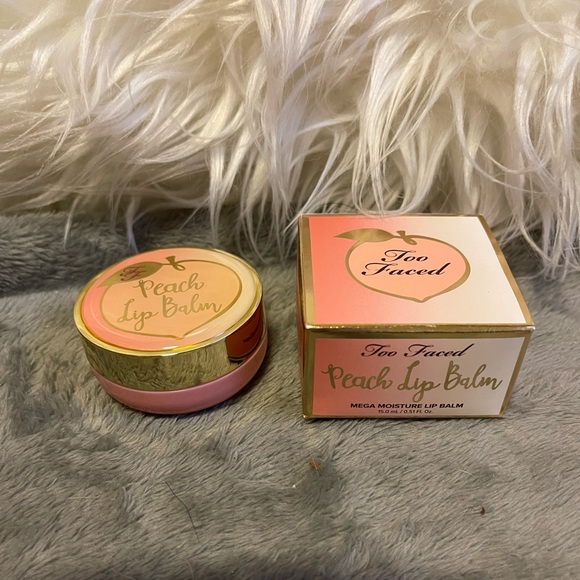 Peach
Lip Balm
Too
Faced
Too Faced
Peach Lip Balm
MEGA MOISTURE LIP BALM
15.0 mL / 0.51 Fl. Oz.